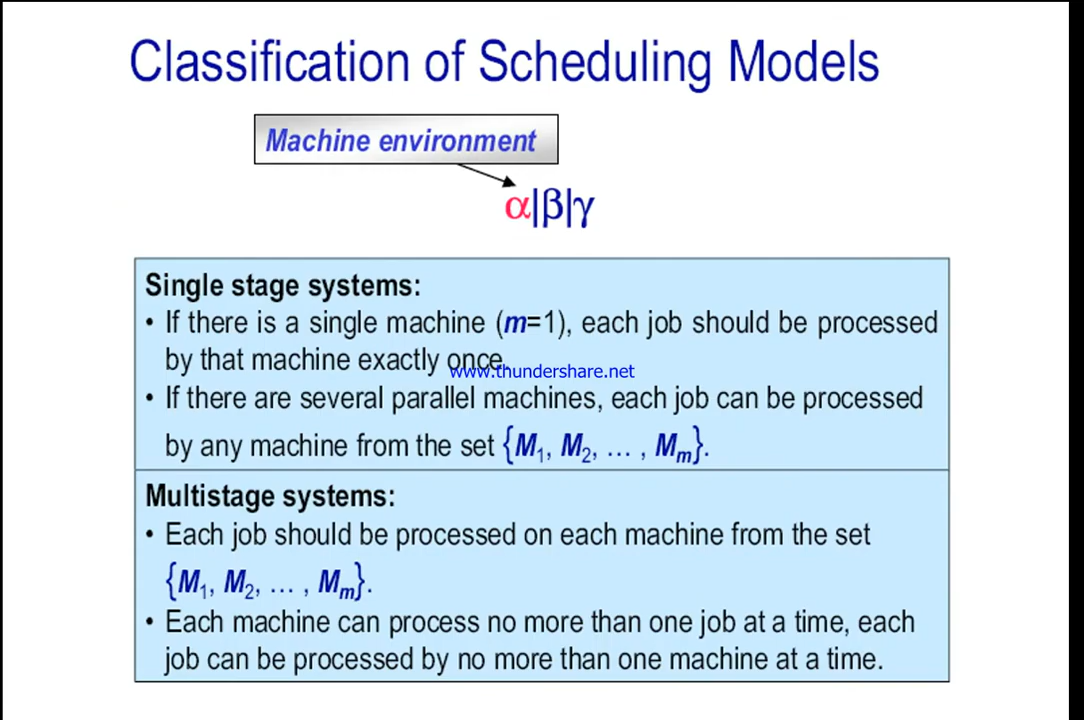 Classification of Scheduling Models
Machine environment
α|β|γ
Single stage systems:
• If there is a single machine (m=1), each job should be processed
by that machine exactly once.
www.thundershare.net
• If there are several parallel machines, each job can be processed
by any machine from the set {M1, M2, … , Mm}.
Multistage systems:
• Each job should be processed on each machine from the set
{M1, M2, … , Mm}.
• Each machine can process no more than one job at a time, each
job can be processed by no more than one machine at a time.